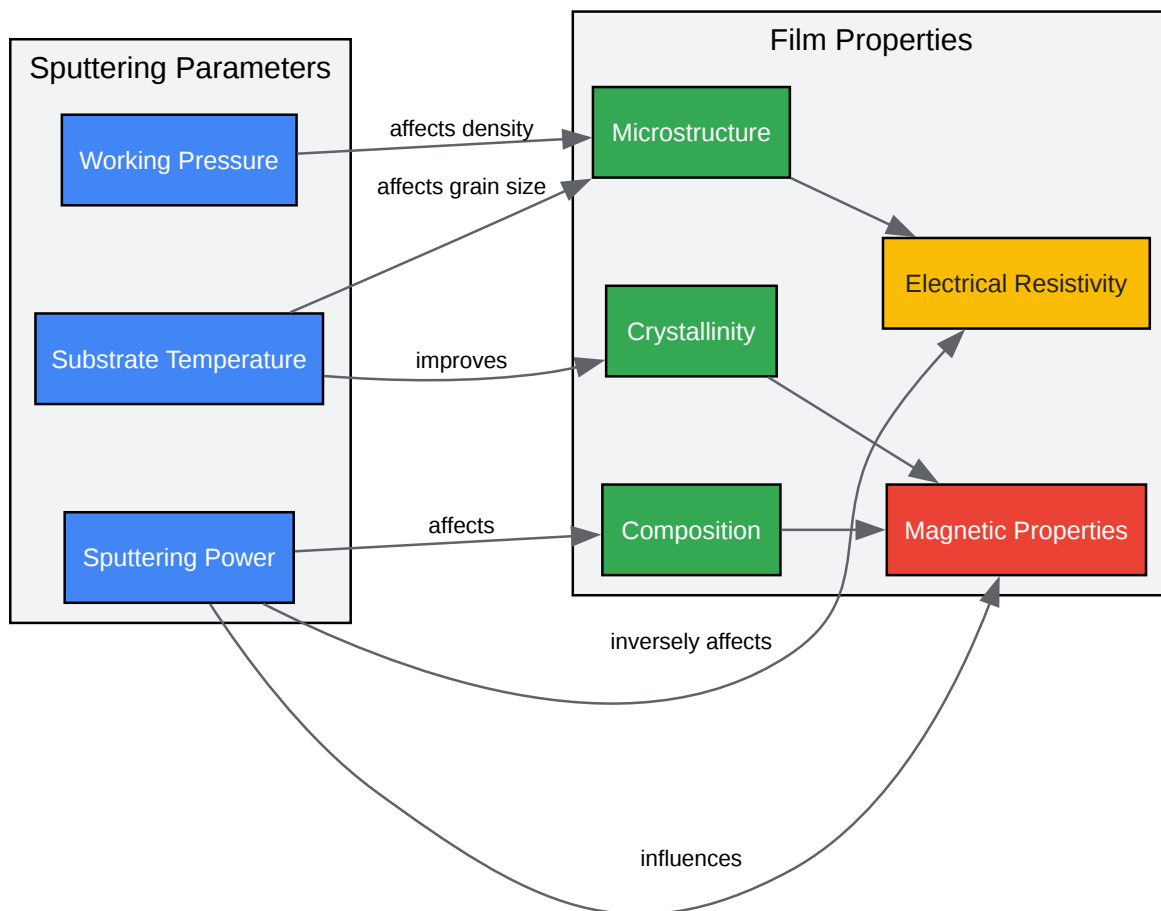 Sputtering Parameters
Working Pressure
Substrate Temperature
Sputtering Power
affects density
affects grain size
improves
affects
inversely affects
influences
Film Properties
Microstructure
Crystallinity
Composition
Electrical Resistivity
Magnetic Properties